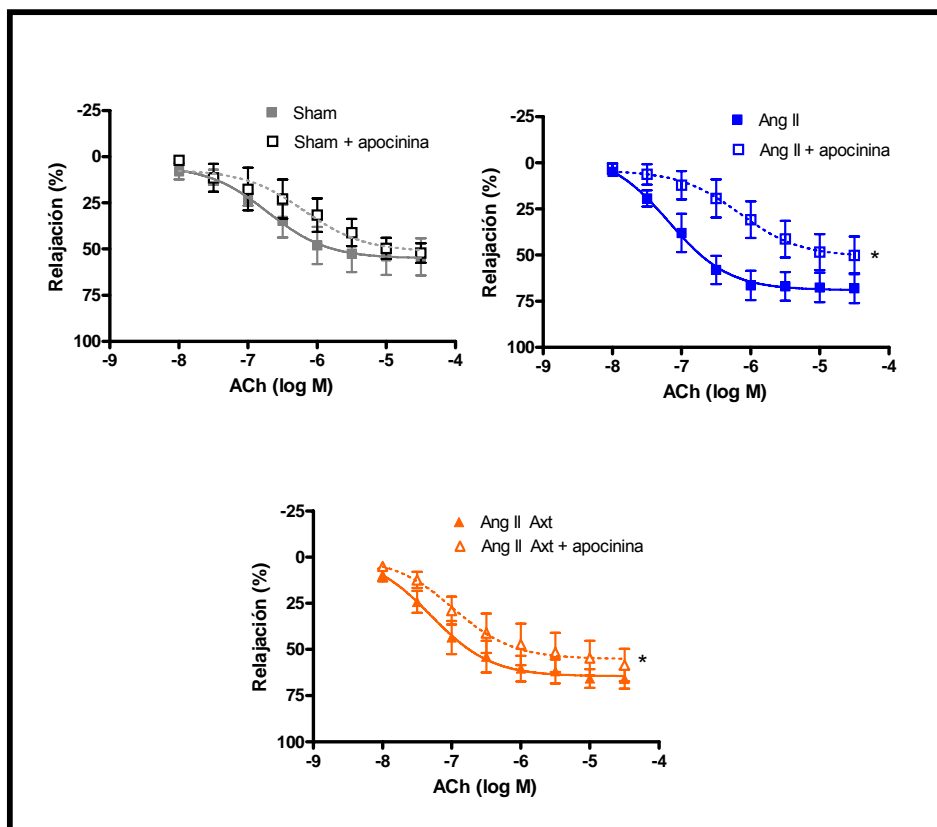 Sham
Sham + apocinina
-25
0
25
50
75
100
Relajación (%)
-9 -8 -7 -6 -5 -4
ACh (log M)
Ang II
Ang II + apocinina
-25
0
25
50
75
100
Relajación (%)
*
-9 -8 -7 -6 -5 -4
ACh (log M)
Ang II Axt
Ang II Axt + apocinina
-25
0
25
50
75
100
Relajación (%)
*
-9 -8 -7 -6 -5 -4
ACh (log M)